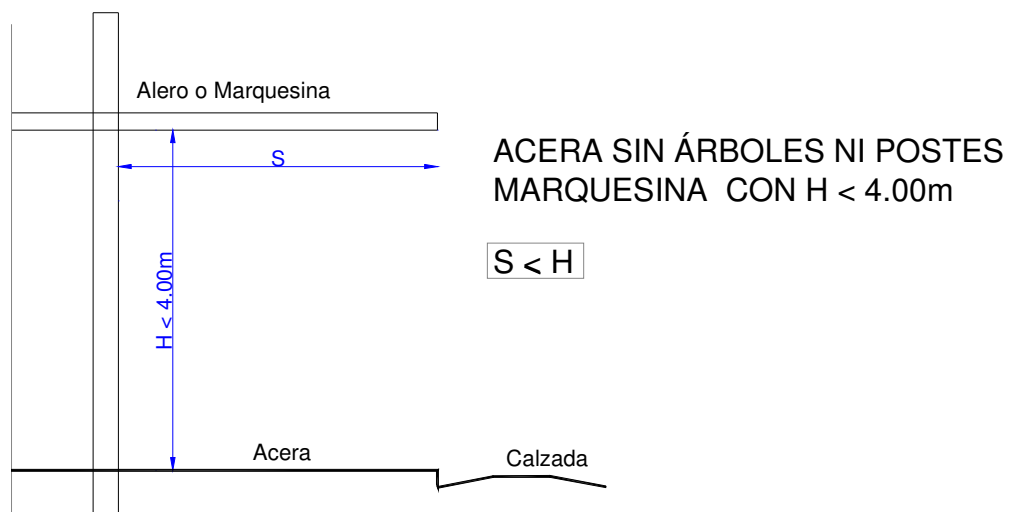 Alero o Marquesina
S
ACERA SIN ÁRBOLES NI POSTES
MARQUESINA CON H < 4.00m
S < H
H < 4.00m
Acera
Calzada